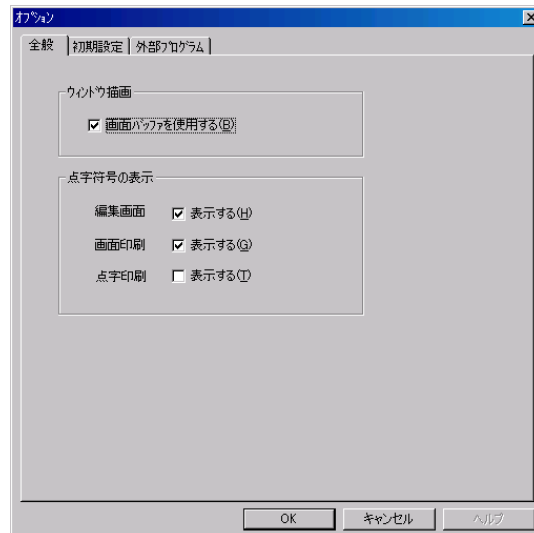 ｵﾌﾟｼｮﾝ
全般 初期設定 外部ﾌﾟﾛｸﾞﾗﾑ
ｳｨﾝﾄﾞｳ描画
画面ﾊﾞｯﾌｧを使用する(B)
点字符号の表示
編集画面 表示する(H)
画面印刷 表示する(G)
点字印刷 表示する(T)
OK キャンセル ヘルプ